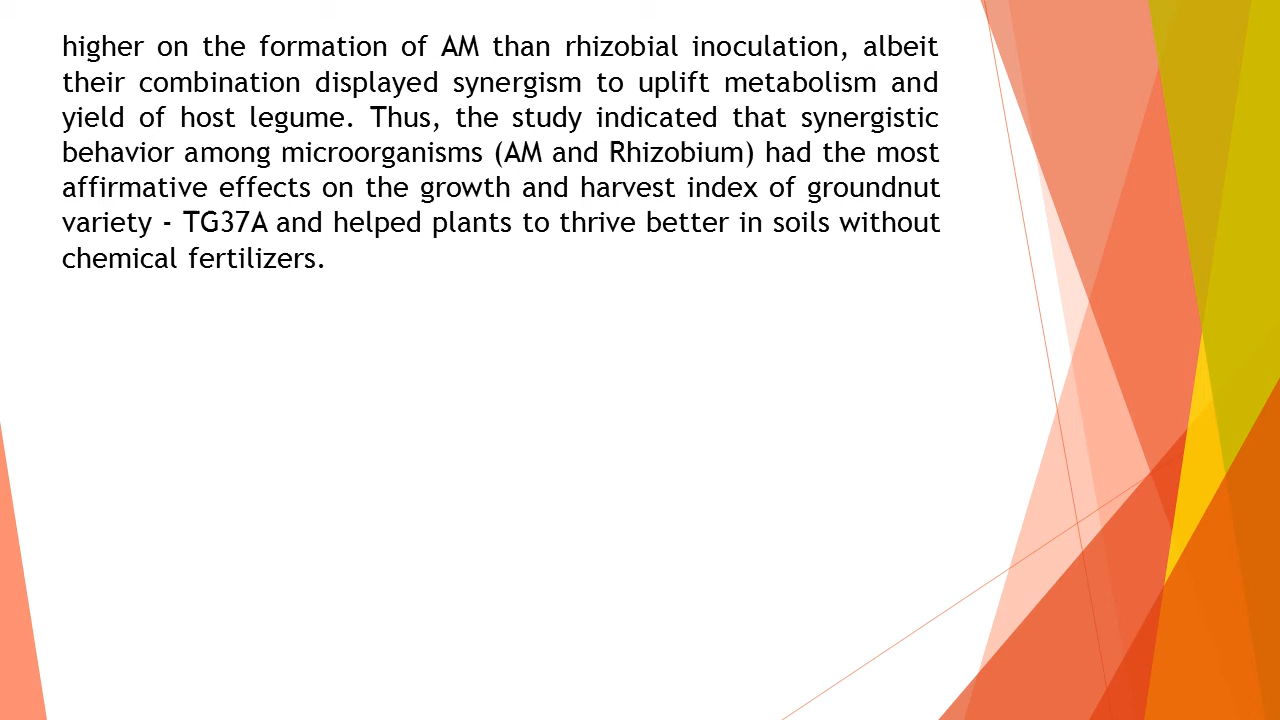 higher on the formation of AM than rhizobial inoculation, albeit
their combination displayed synergism to uplift metabolism and
yield of host legume. Thus, the study indicated that synergistic
behavior among microorganisms (AM and Rhizobium) had the most
affirmative effects on the growth and harvest index of groundnut
variety - TG37A and helped plants to thrive better in soils without
chemical fertilizers.